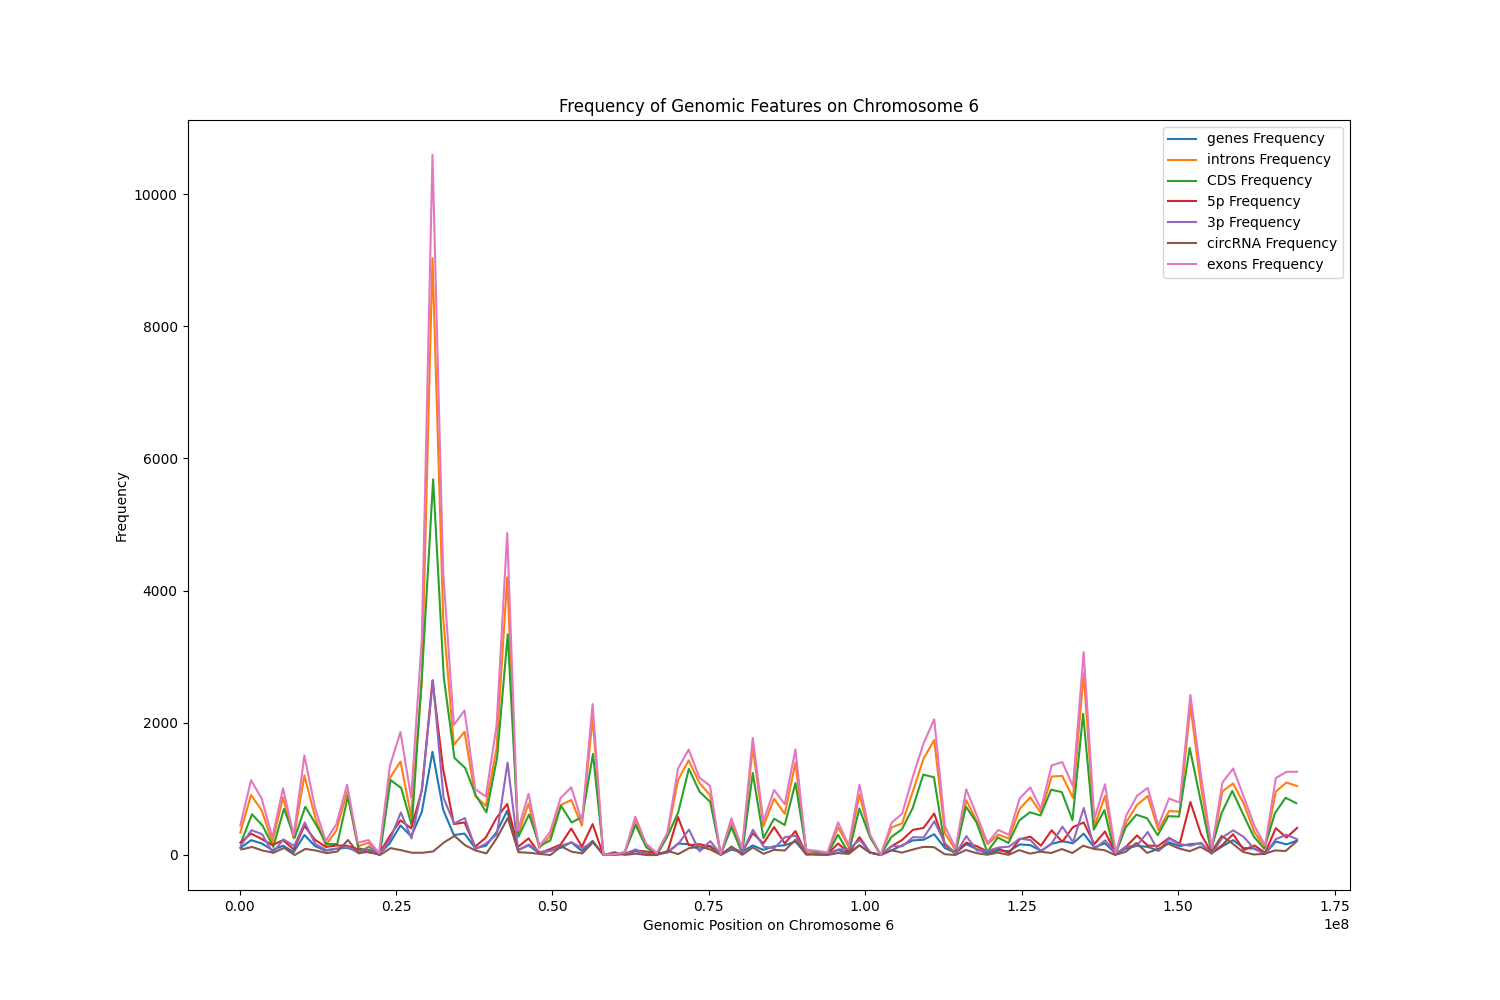 Frequency of Genomic Features on Chromosome 6
genes Frequency
introns Frequency
CDS Frequency
5p Frequency
3p Frequency
circRNA Frequency
exons Frequency
10000
8000
6000
4000
2000
0
Frequency
0.00 0.25 0.50 0.75 1.00 1.25 1.50 1.75
1e8
Genomic Position on Chromosome 6